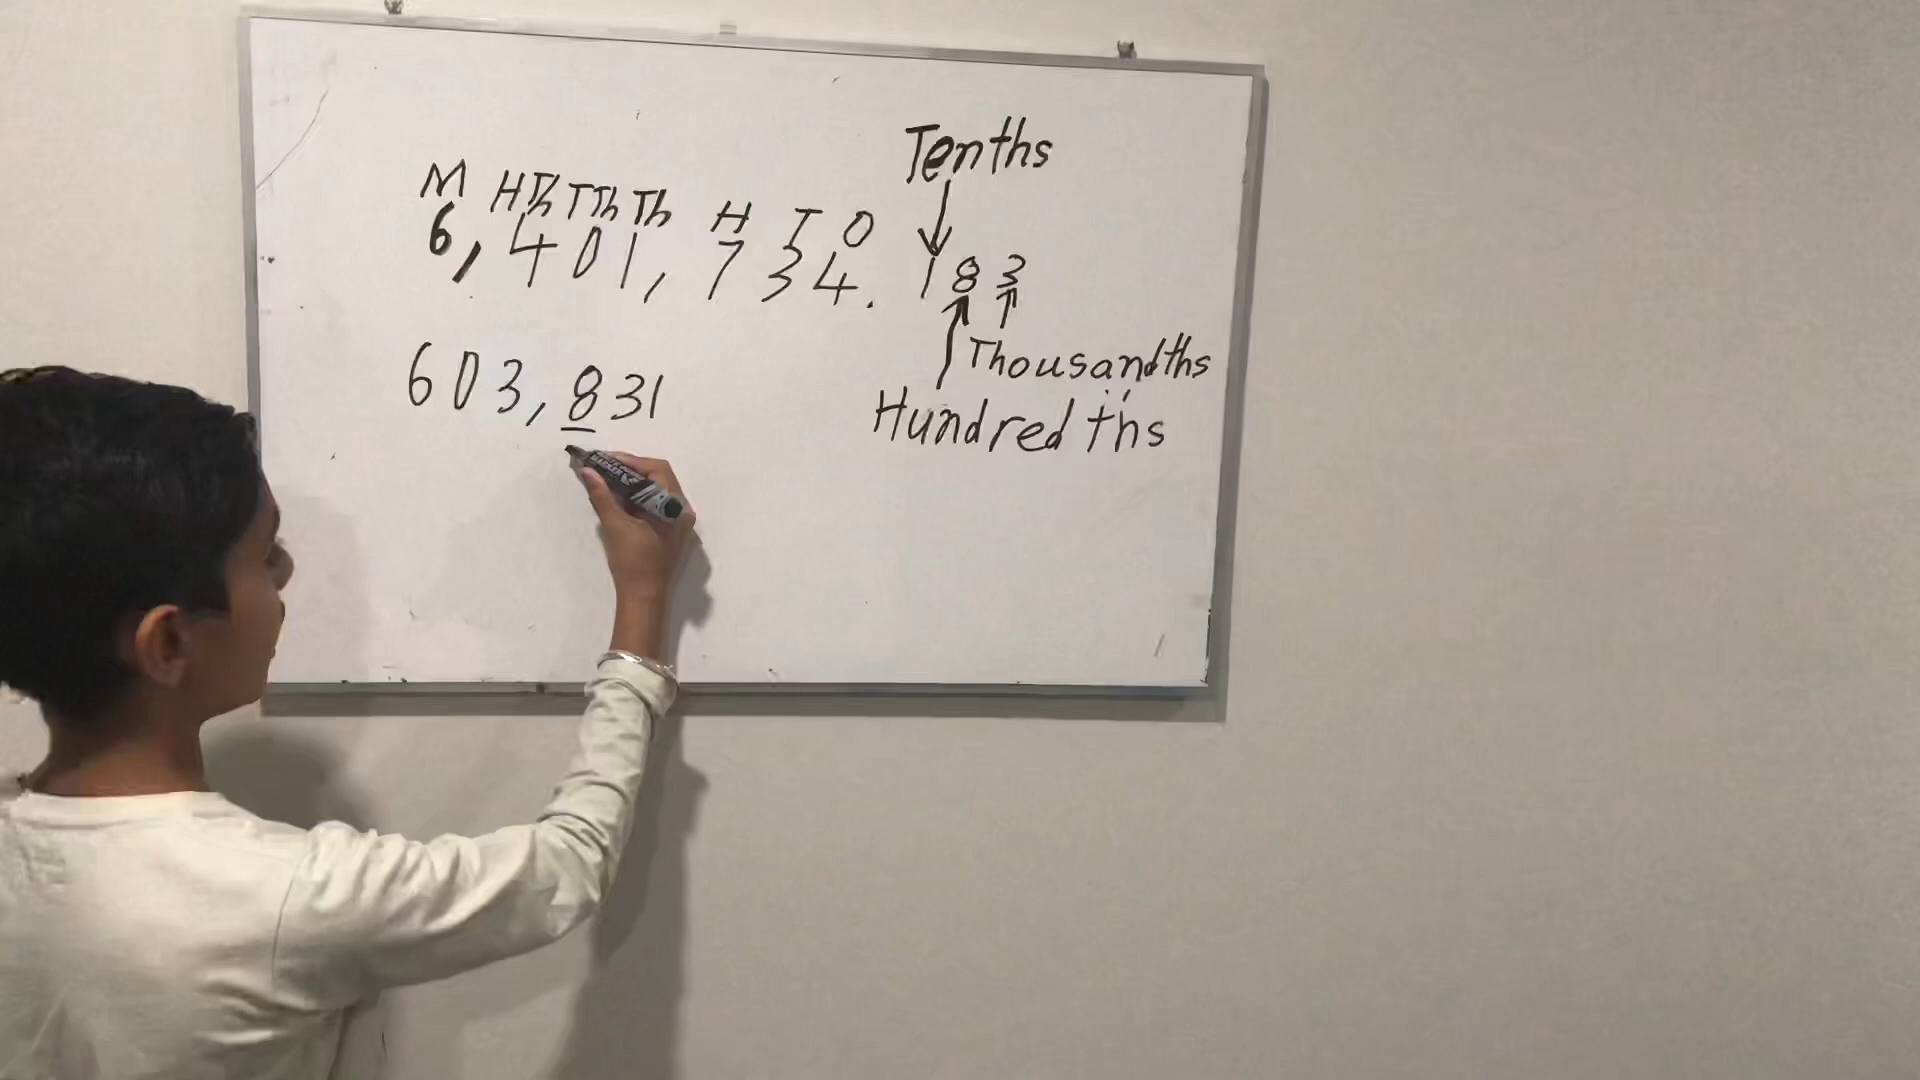 Tenths
M HTh TTh Th H T O
6, 401, 734. 183
Thousandths
603, 831
Hundredths